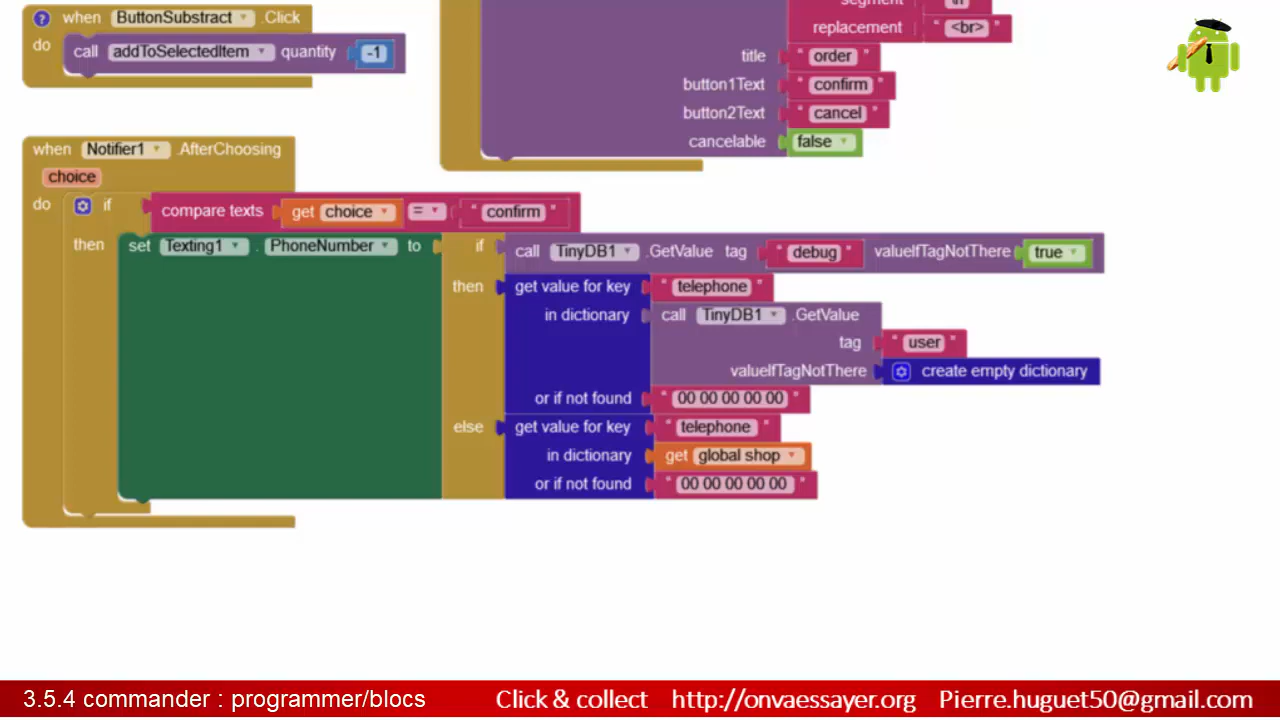 when ButtonSubstract .Click
do call addToSelectedItem quantity -1
segment " \n
replacement " <br> "
title " order "
button1Text " confirm "
button2Text " cancel "
cancelable false
when Notifier1 .AfterChoosing
choice
do if compare texts get choice = " confirm "
then set Texting1 . PhoneNumber to if call TinyDB1 .GetValue tag " debug " valueIfTagNotThere true
then get value for key " telephone "
in dictionary call TinyDB1 .GetValue
tag " user "
valueIfTagNotThere create empty dictionary
or if not found " 00 00 00 00 00 "
else get value for key " telephone "
in dictionary get global shop
or if not found " 00 00 00 00 00 "
3.5.4 commander : programmer/blocs Click & collect http://onvaessayer.org Pierre.huguet50@gmail.com